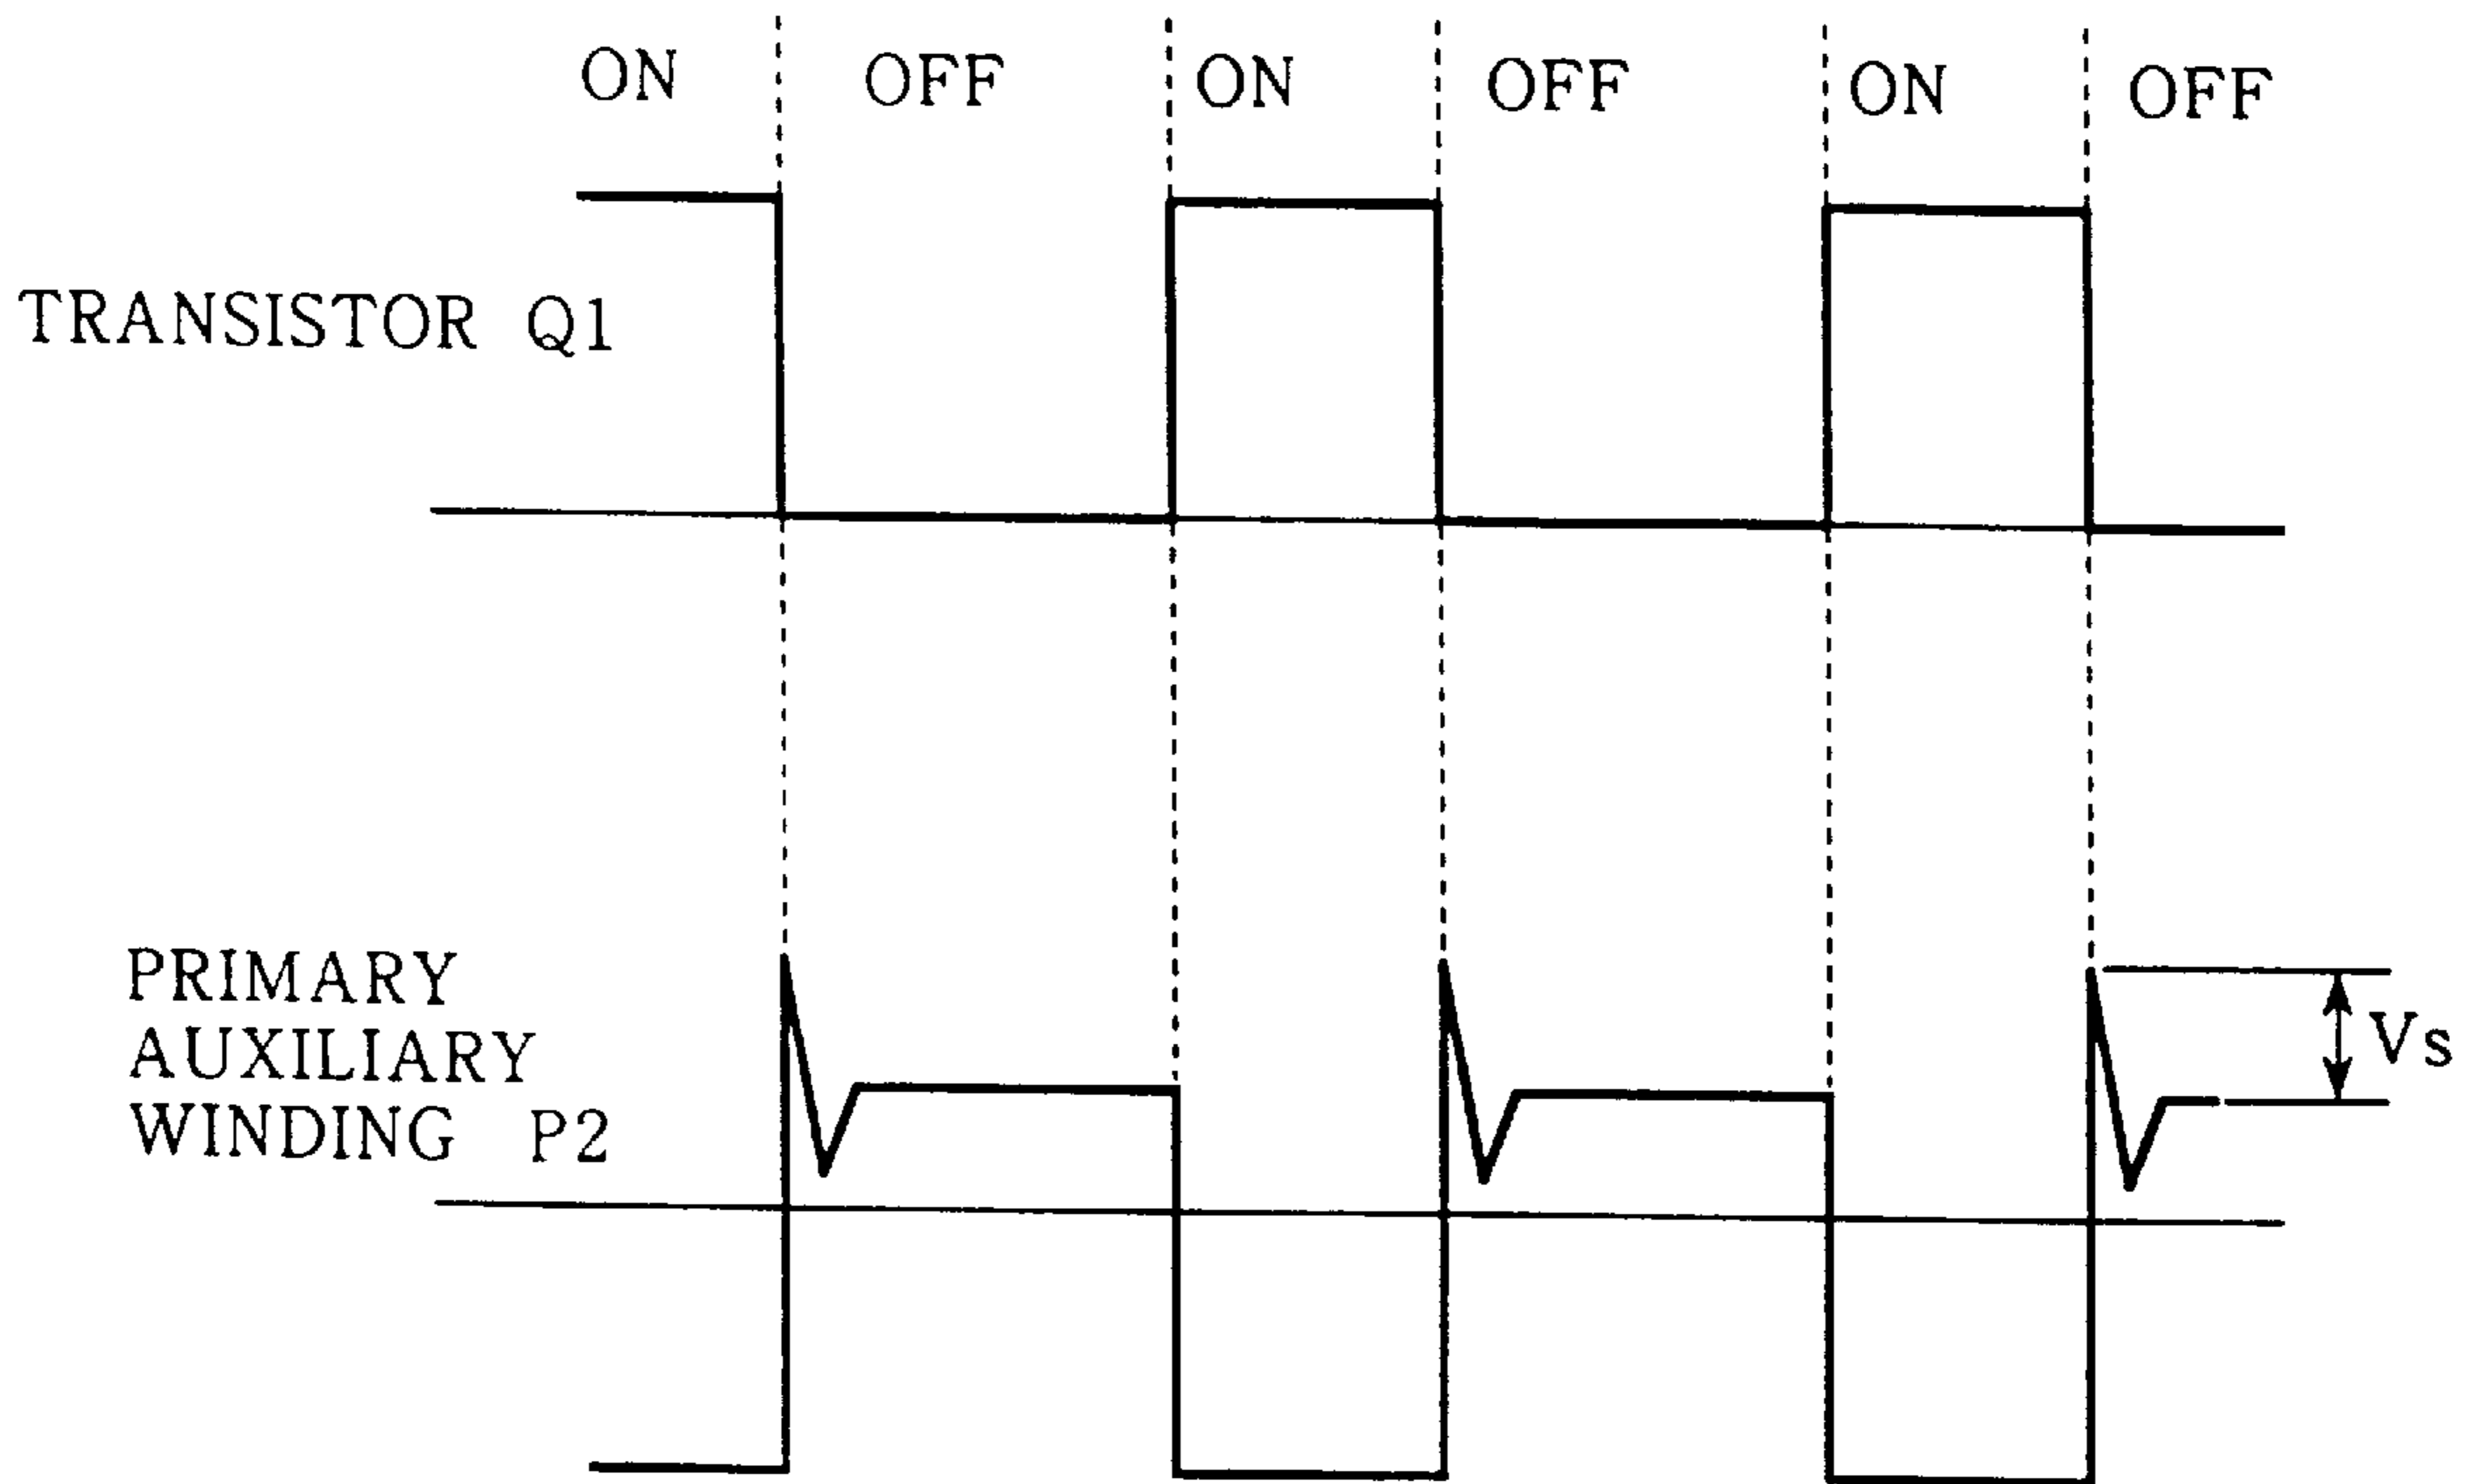 ON OFF ON OFF ON OFF
TRANSISTOR Q1
PRIMARY
AUXILIARY
WINDING P2
Vs